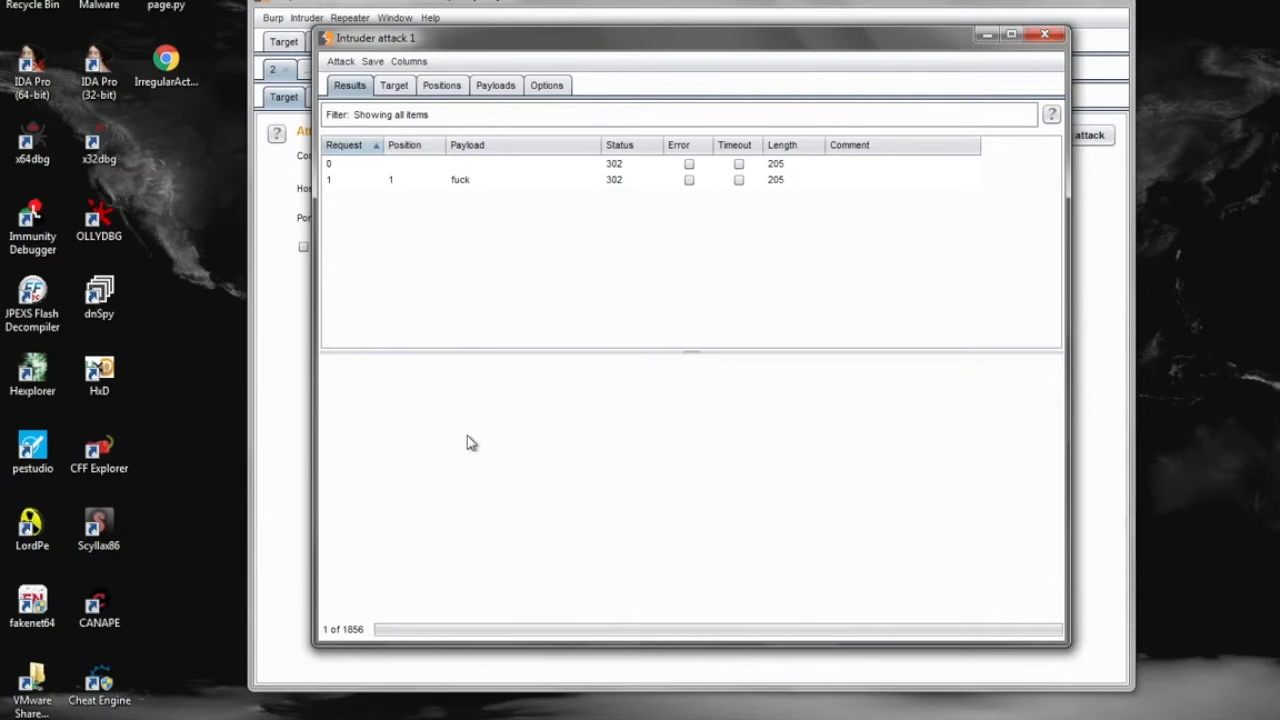 Recycle Bin
Malware
page.py
IDA Pro
(64-bit)
IDA Pro
(32-bit)
IrregularAct...
x64dbg
x32dbg
Immunity
Debugger
OLLYDBG
JPEXS Flash
Decompiler
dnSpy
Hexplorer
HxD
pestudio
CFF Explorer
LordPe
Scyllax86
fakenet64
CANAPE
VMware
Share...
Cheat Engine
Burp Intruder Repeater Window Help
Target
2 ×
Target
?
attack
Intruder attack 1
Attack Save Columns
Results Target Positions Payloads Options
Filter: Showing all items
?
Request Position Payload Status Error Timeout Length Comment
0 302 205
1 1 fuck 302 205
1 of 1856